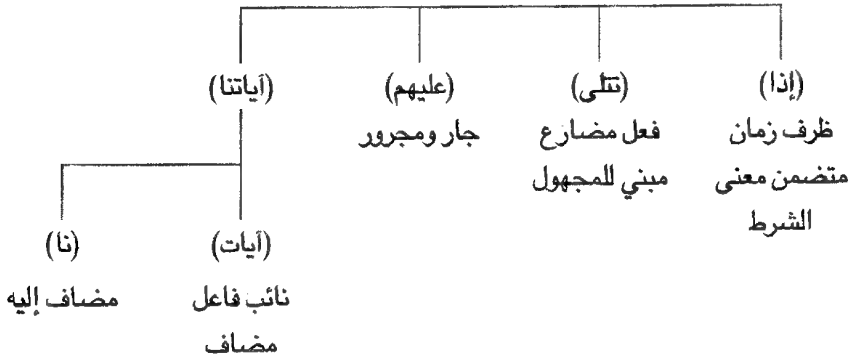 (إذا) (تتلى) (عليهم) (آياتنا)
ظرف زمان فعل مضارع جار ومجرور
متضمن معنى مبني للمجهول
الشرط
(آيات) (نا)
نائب فاعل مضاف إليه
مضاف